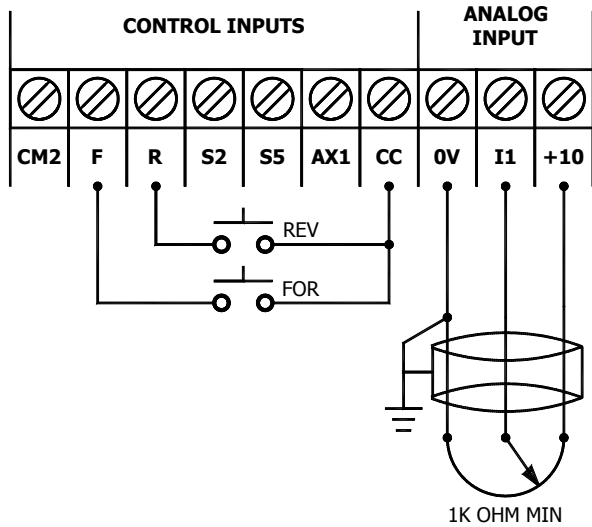 CONTROL INPUTS
ANALOG
INPUT
CM2 F R S2 S5 AX1 CC 0V I1 +10
REV
FOR
1K OHM MIN